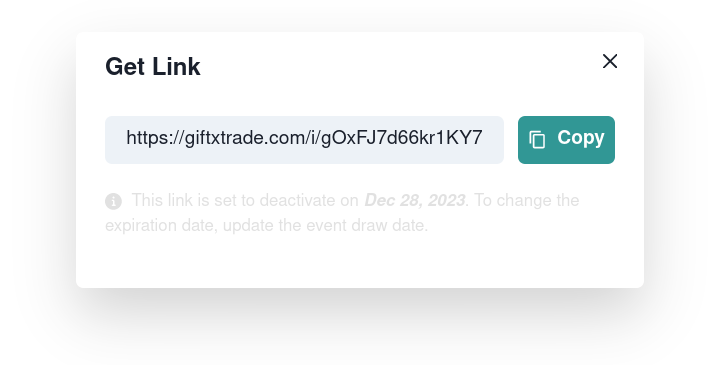 Get Link
https://giftxtrade.com/i/gOxFJ7d66kr1KY7 Copy
This link is set to deactivate on Dec 28, 2023. To change the
expiration date, update the event draw date.